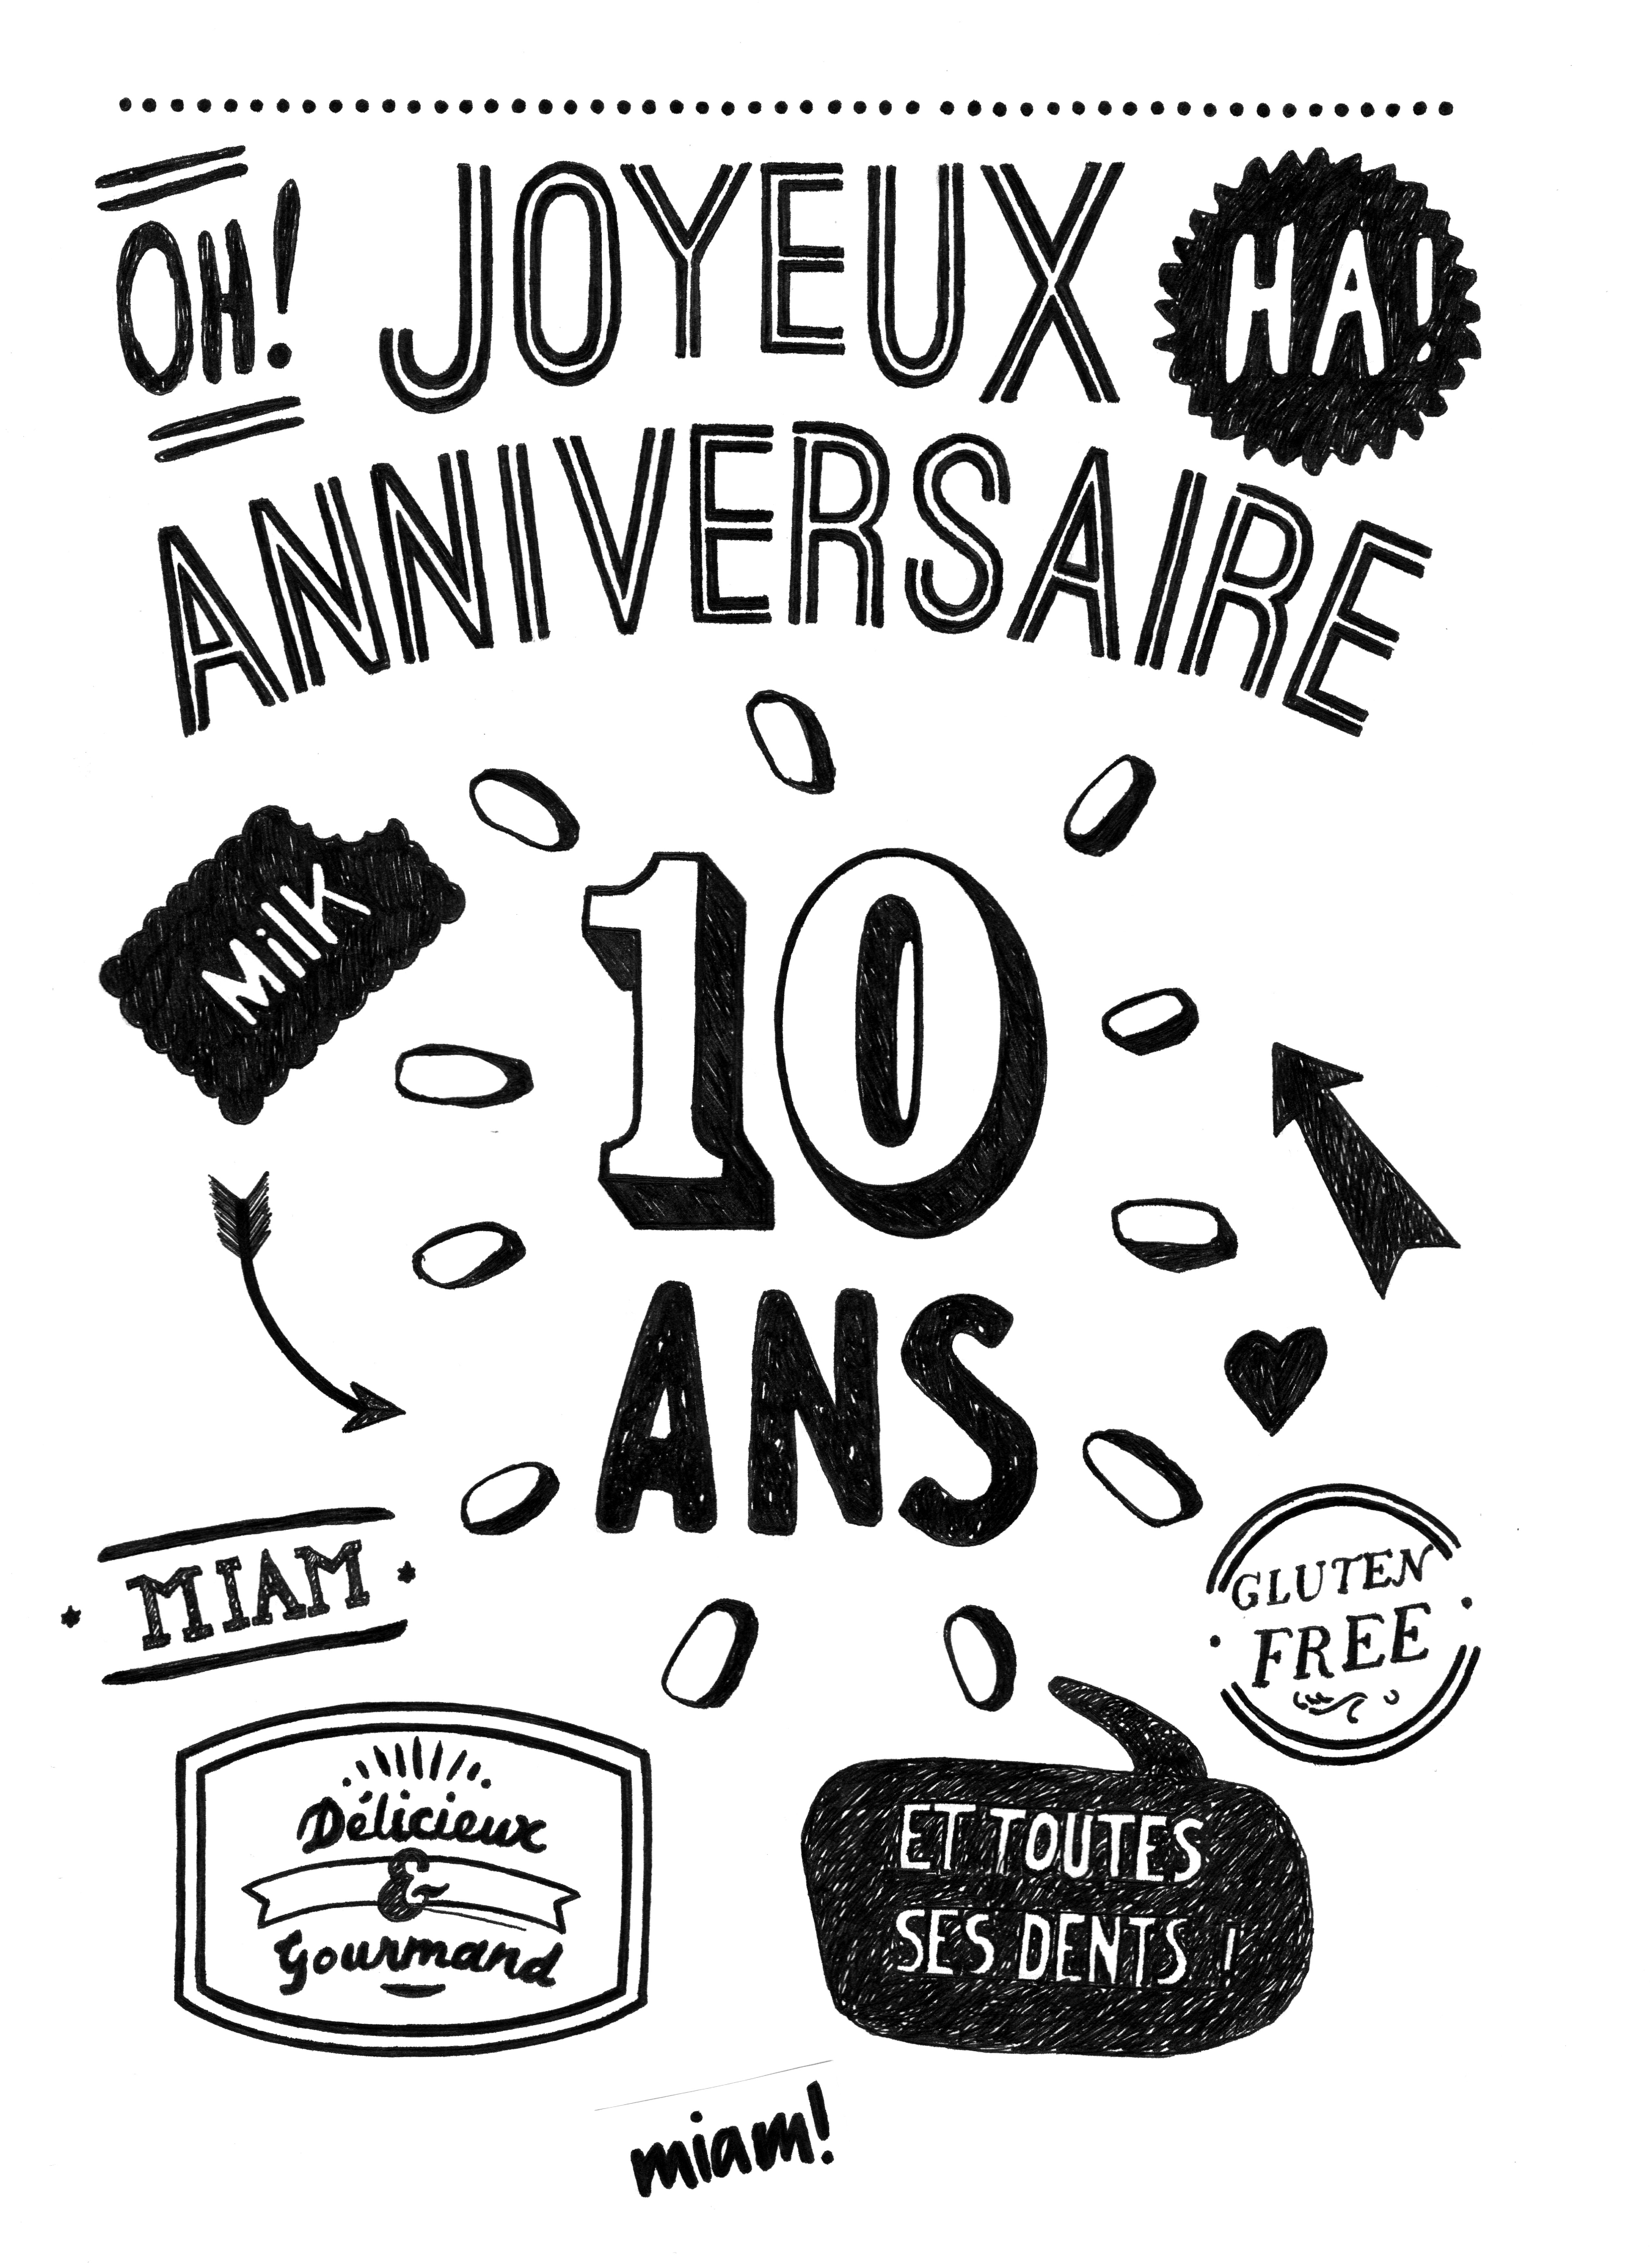 OH!
JOYEUX
HA!
ANNIVERSAIRE
MilK
10
ANS
MIAM
GLUTEN
FREE
Délicieux
&
Gourmand
ET TOUTES
SES DENTS !
miam!